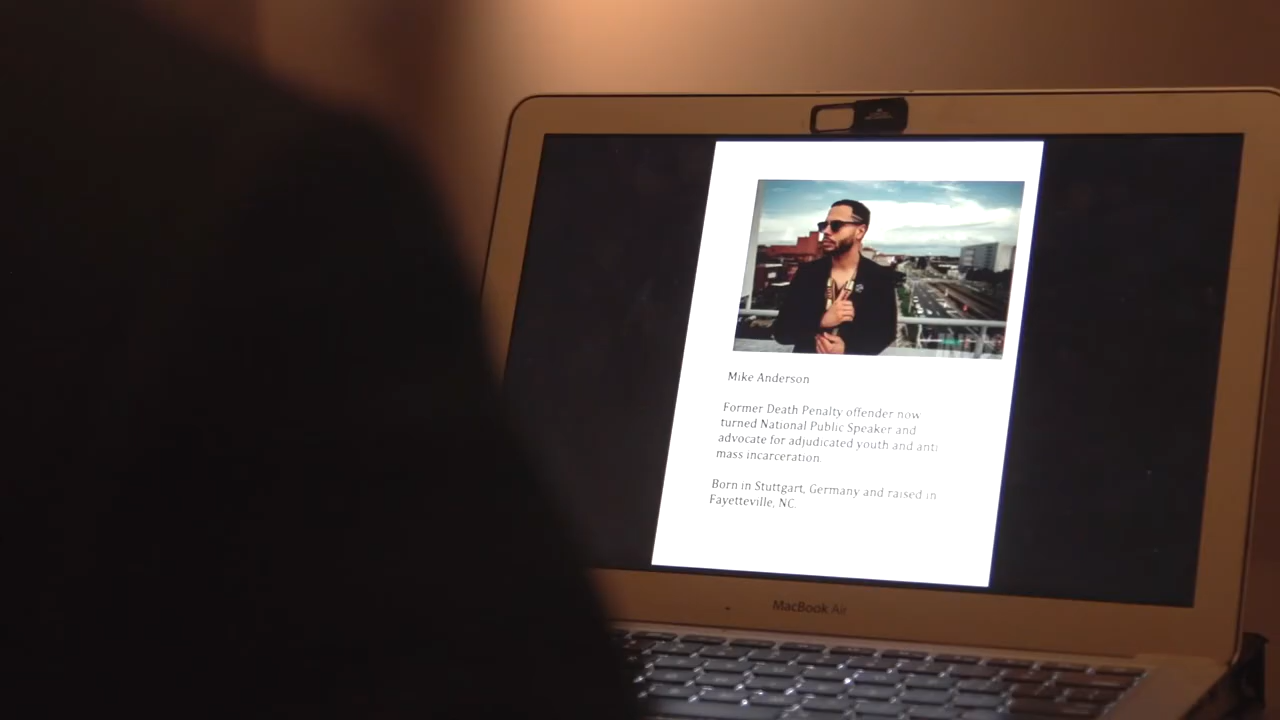 Mike Anderson
Former Death Penalty offender now
turned National Public Speaker and
advocate for adjudicated youth and anti
mass incarceration.
Born in Stuttgart, Germany and raised in
Fayetteville, NC.
MacBook Air